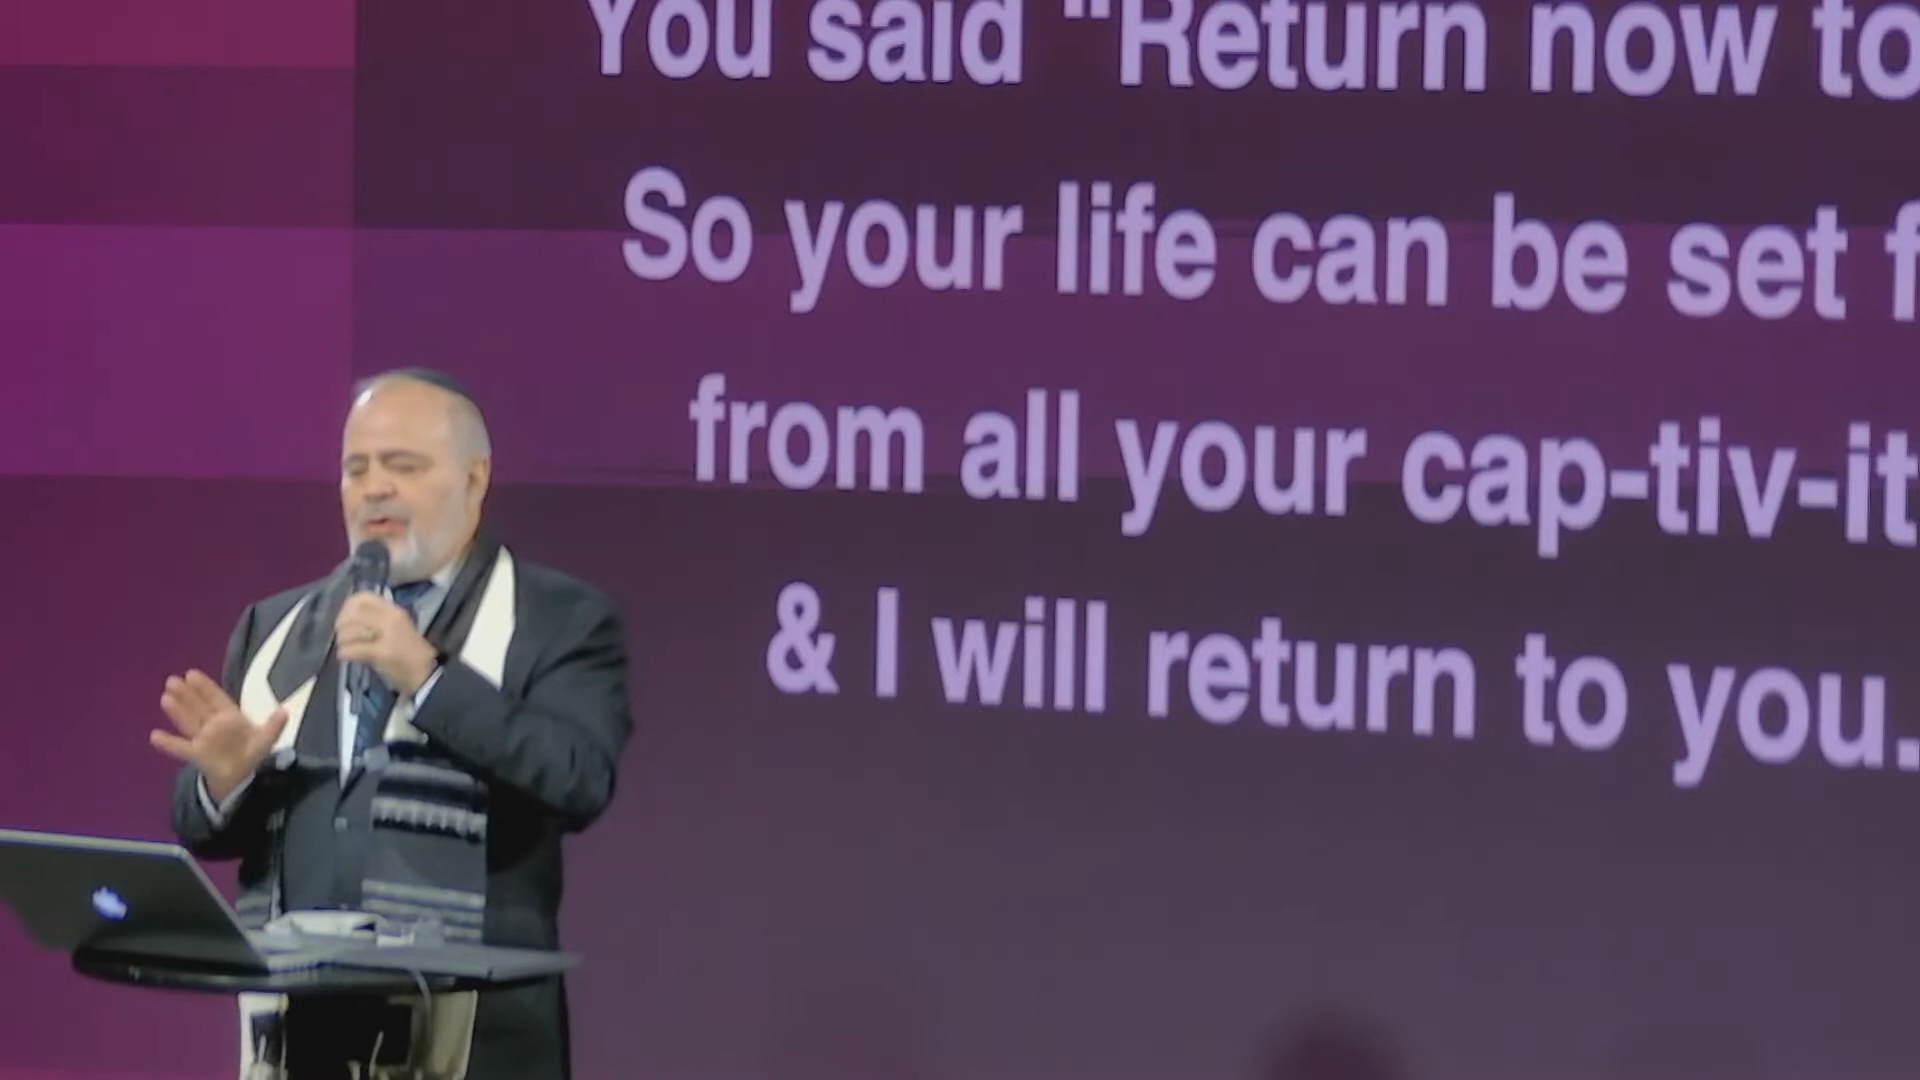 You said "Return now to
So your life can be set f
from all your cap-tiv-it
& I will return to you.